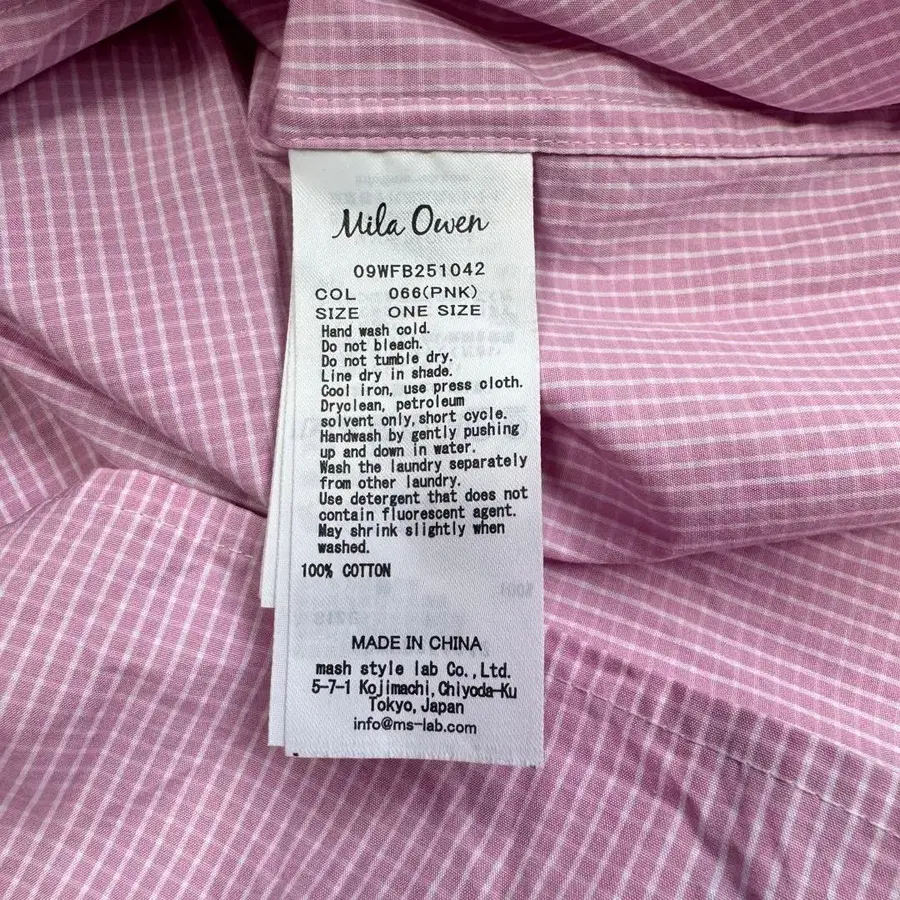 Mila Owen
09WFB251042
COL 066(PNK)
SIZE ONE SIZE
Hand wash cold.
Do not bleach.
Do not tumble dry.
Line dry in shade.
Cool iron, use press cloth.
Dryclean, petroleum
solvent only,short cycle.
Handwash by gently pushing
up and down in water.
Wash the laundry separately
from other laundry.
Use detergent that does not
contain fluorescent agent.
May shrink slightly when
washed.
100% COTTON
MADE IN CHINA
mash style lab Co.,Ltd.
5-7-1 Kojimachi,Chiyoda-Ku
Tokyo,Japan
info@ms-lab.com